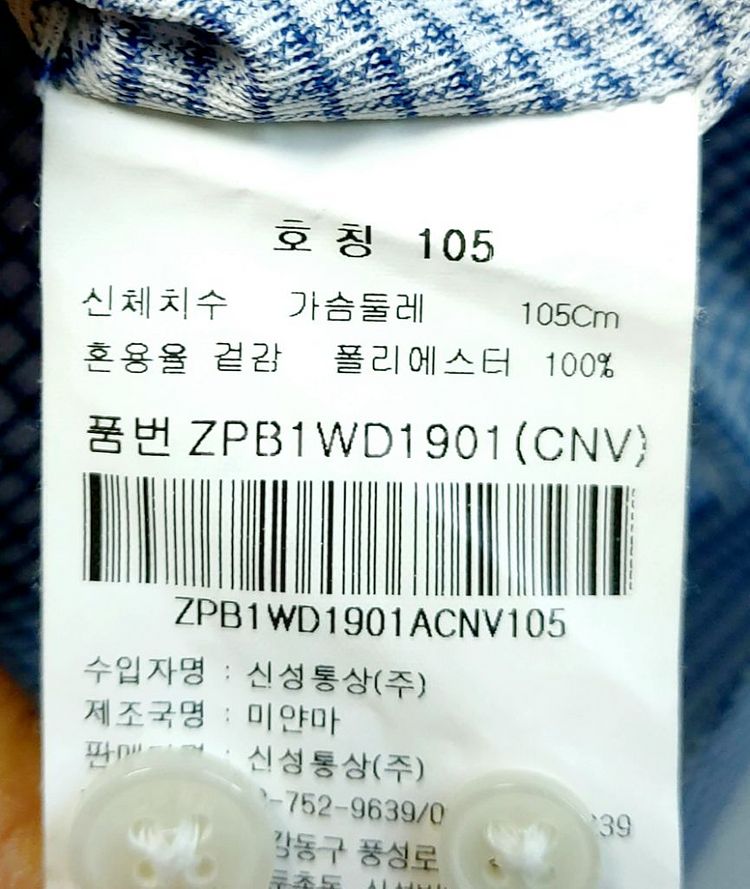 호칭 105
신체치수 가슴둘레 105Cm
혼용율 겉감 폴리에스터 100%
품번 ZPB1WD1901(CNV)
ZPB1WD1901ACNV105
수입자명 : 신성통상(주)
제조국명 : 미얀마
신성통상(주)
-752-9639/0
39
강동구 풍성로